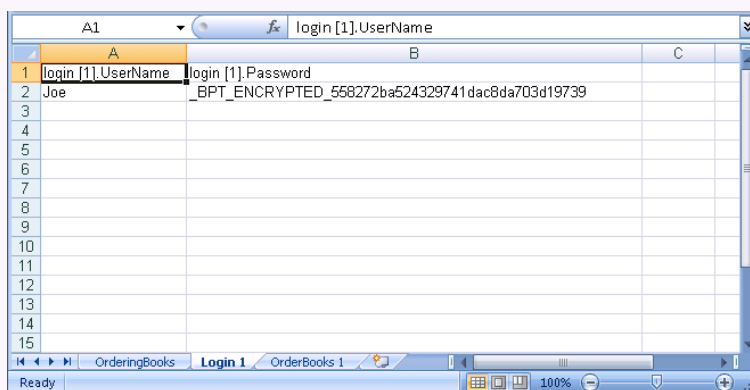 A1 fx login [1].UserName
A B C
1 login [1].UserName login [1].Password
2 Joe _BPT_ENCRYPTED_558272ba524329741dac8da703d19739
3
4
5
6
7
8
9
10
11
12
13
14
15
OrderingBooks Login 1 OrderBooks 1
Ready 100%